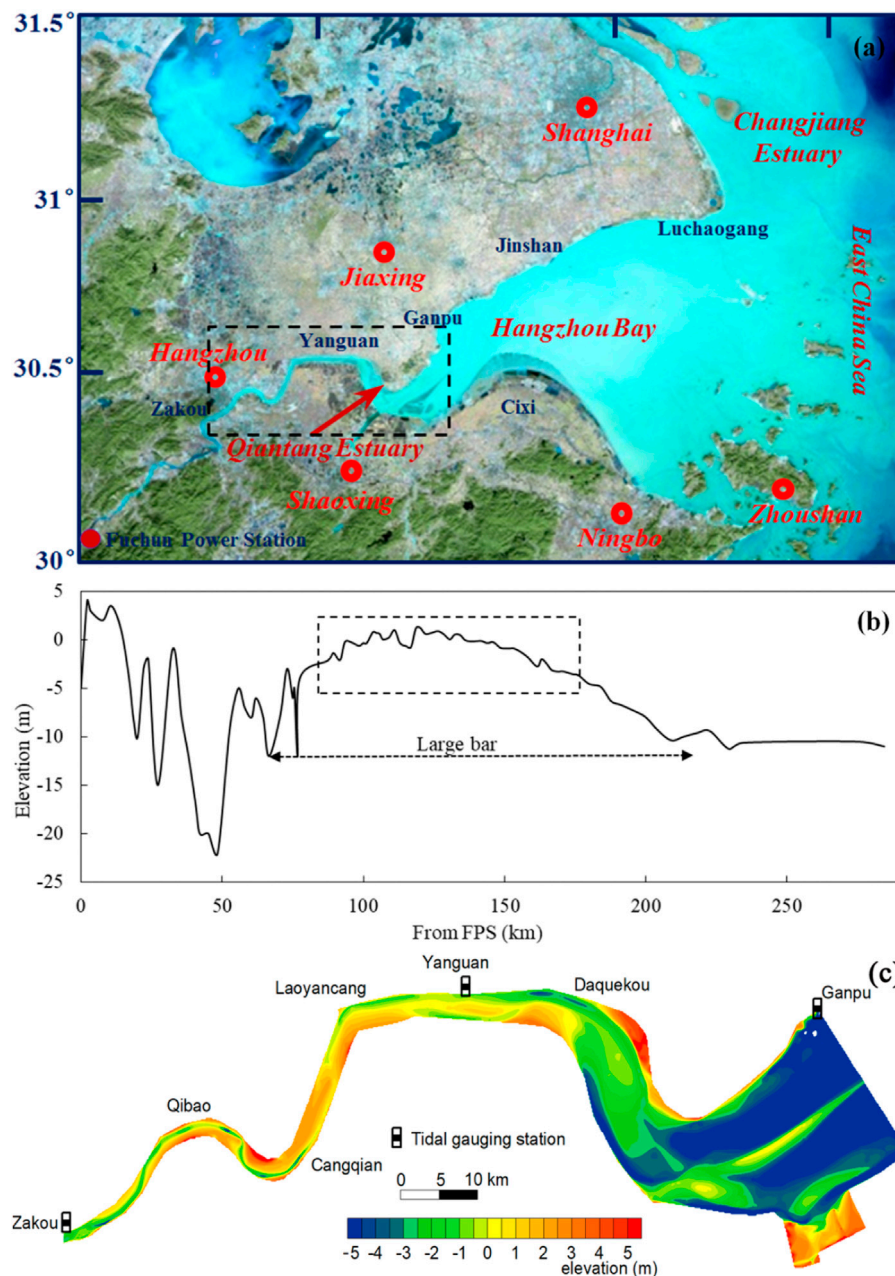 31.5°
(a)
Shanghai
Changjiang
Estuary
31°
Luchaogang
Jinshan
East China Sea
Jiaxing
Ganpu
Hangzhou Bay
Yanguan
Hangzhou
30.5°
Zakou
Cixi
Qiantang Estuary
Shaoxing
Zhoushan
Ningbo
Fuchun Power Station
30°
(b)
5
0
-5
-10
-15
-20
-25
Elevation (m)
Large bar
0
50
100
150
200
250
From FPS (km)
(c)
Yanguan
Laoyancang
Daquekou
Ganpu
Qibao
Tidal gauging station
Cangqian
0 5 10 km
Zakou
-5 -4 -3 -2 -1 0 1 2 3 4 5
elevation (m)